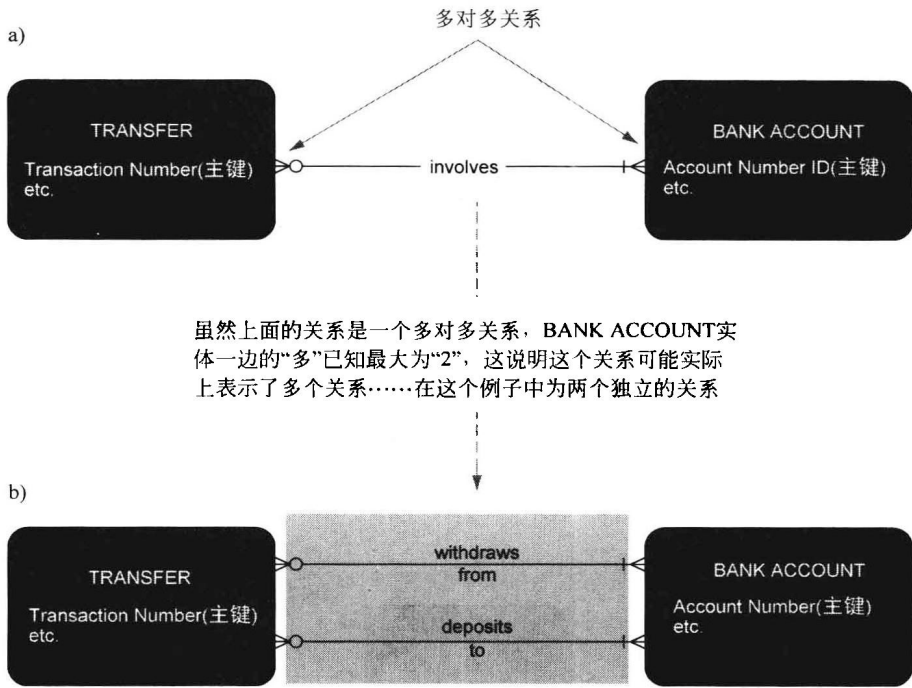 多对多关系
a)
TRANSFER
Transaction Number(主键)
etc.
involves
BANK ACCOUNT
Account Number ID(主键)
etc.
虽然上面的关系是一个多对多关系，BANK ACCOUNT实
体一边的“多”已知最大为“2”，这说明这个关系可能实际
上表示了多个关系……在这个例子中为两个独立的关系
b)
TRANSFER
Transaction Number(主键)
etc.
withdraws
from
deposits
to
BANK ACCOUNT
Account Number(主键)
etc.